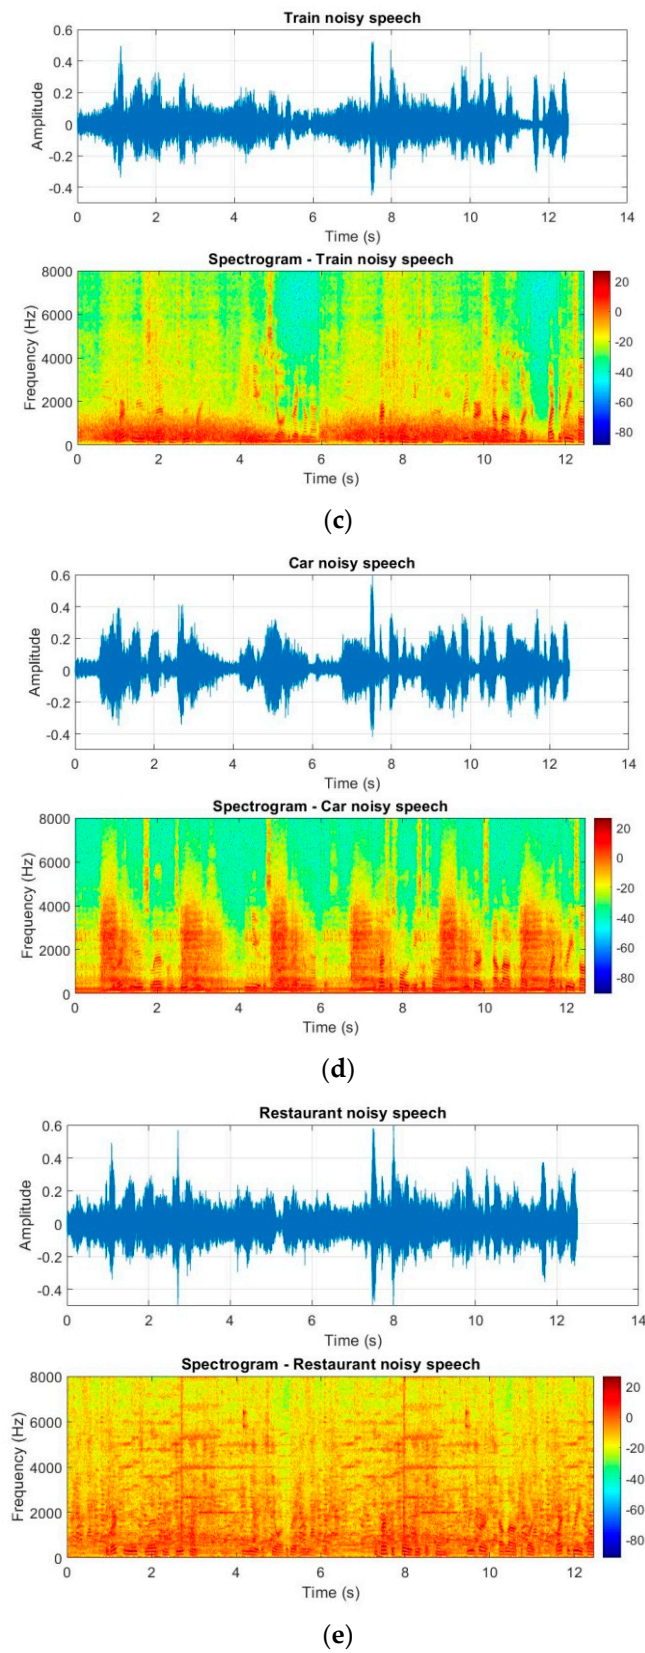 Train noisy speech
0.6
0.4
0.2
0
-0.2
-0.4
Amplitude
0 2 4 6 8 10 12 14
Time (s)
Spectrogram - Train noisy speech
8000
6000
4000
2000
0
Frequency (Hz)
20
0
-20
-40
-60
-80
0 2 4 6 8 10 12
Time (s)
(c)
Car noisy speech
0.6
0.4
0.2
0
-0.2
-0.4
Amplitude
0 2 4 6 8 10 12 14
Time (s)
Spectrogram - Car noisy speech
8000
6000
4000
2000
0
Frequency (Hz)
20
0
-20
-40
-60
-80
0 2 4 6 8 10 12
Time (s)
(d)
Restaurant noisy speech
0.6
0.4
0.2
0
-0.2
-0.4
Amplitude
0 2 4 6 8 10 12 14
Time (s)
Spectrogram - Restaurant noisy speech
8000
6000
4000
2000
0
Frequency (Hz)
20
0
-20
-40
-60
-80
0 2 4 6 8 10 12
Time (s)
(e)